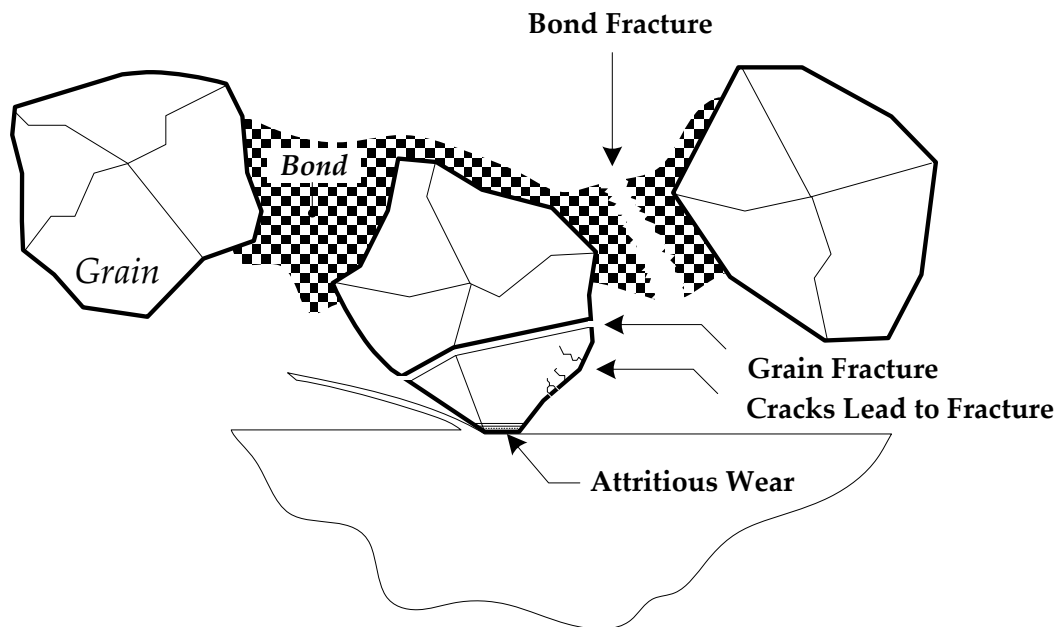 Bond Fracture
Bond
Grain
Grain Fracture
Cracks Lead to Fracture
Attritious Wear